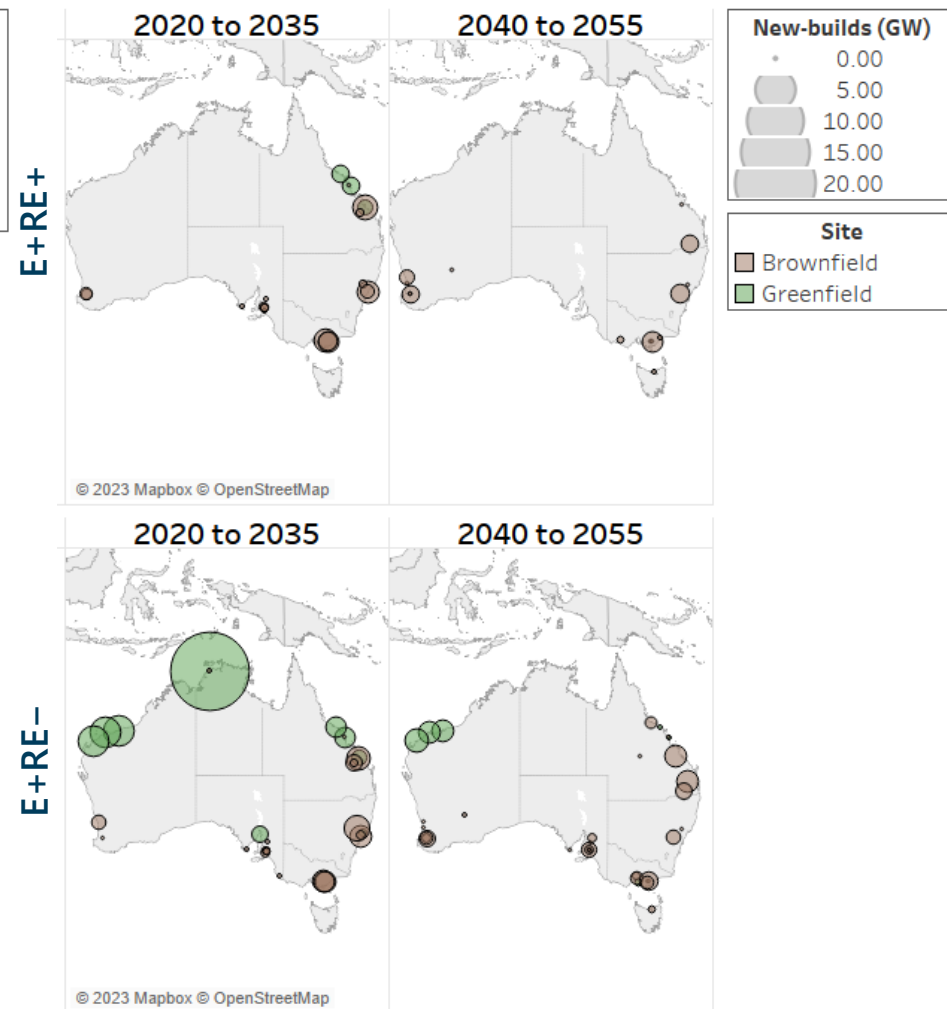 2020 to 2035
2040 to 2055
E+RE+
© 2023 Mapbox © OpenStreetMap
New-builds (GW)
0.00
5.00
10.00
15.00
20.00
Site
Brownfield
Greenfield
2020 to 2035
2040 to 2055
E+RE−
© 2023 Mapbox © OpenStreetMap